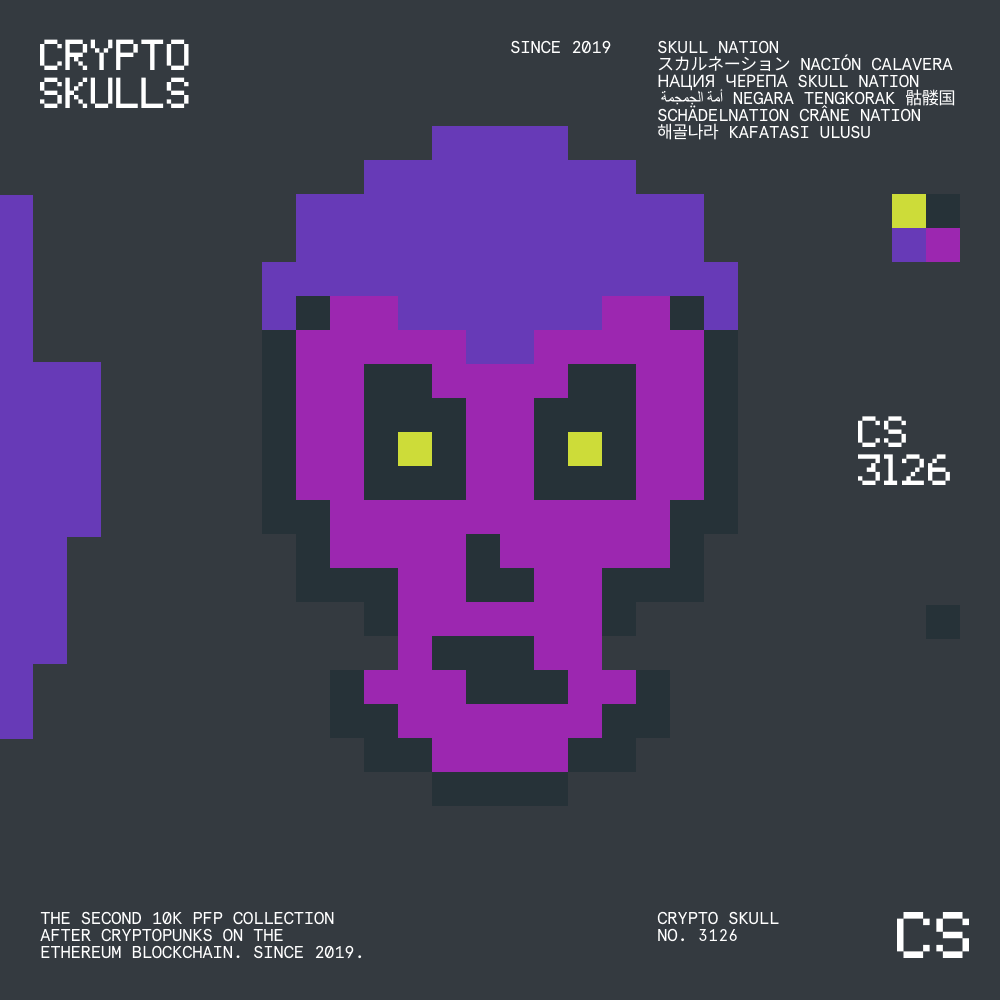 CRYPTO
SKULLS
SINCE 2019
SKULL NATION
スカルネーション NACIÓN CALAVERA
НАЦИЯ ЧЕРЕПА SKULL NATION
أمة الجمجمة NEGARA TENGKORAK 骷髅国
SCHÄDELNATION CRÂNE NATION
해골나라 KAFATASI ULUSU
CS
3126
THE SECOND 10K PFP COLLECTION
AFTER CRYPTOPUNKS ON THE
ETHEREUM BLOCKCHAIN. SINCE 2019.
CRYPTO SKULL
NO. 3126
CS